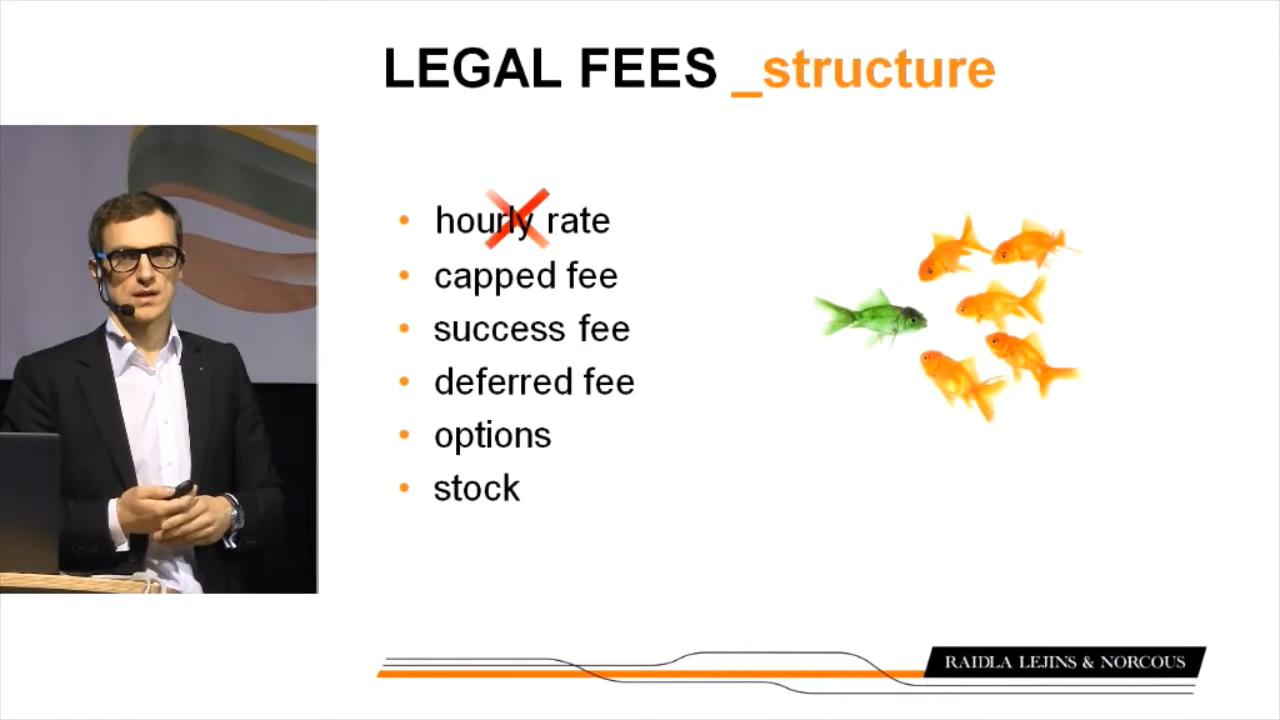 LEGAL FEES _structure
• hourly rate
• capped fee
• success fee
• deferred fee
• options
• stock
RAIDLA LEJINS & NORCOUS